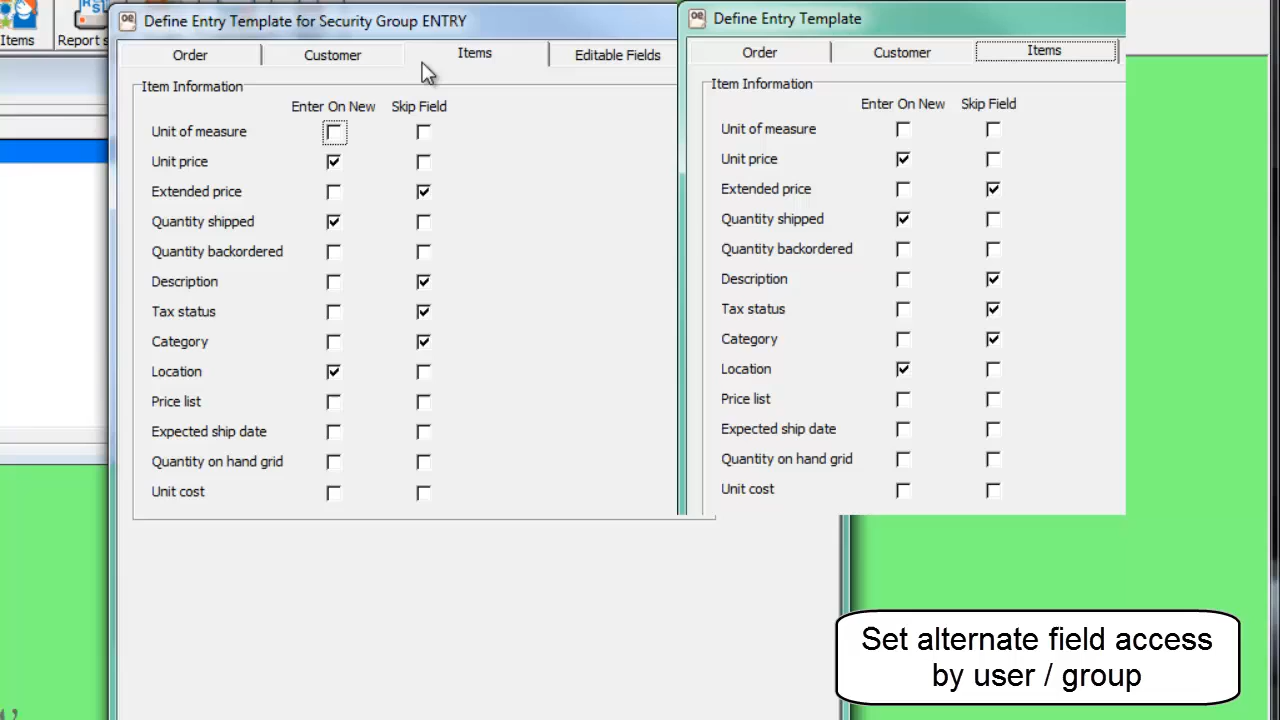 Items
Report s
Define Entry Template for Security Group ENTRY
Order
Customer
Items
Editable Fields
Item Information
Enter On New
Skip Field
Unit of measure
Unit price
Extended price
Quantity shipped
Quantity backordered
Description
Tax status
Category
Location
Price list
Expected ship date
Quantity on hand grid
Unit cost
Define Entry Template
Order
Customer
Items
Item Information
Enter On New
Skip Field
Unit of measure
Unit price
Extended price
Quantity shipped
Quantity backordered
Description
Tax status
Category
Location
Price list
Expected ship date
Quantity on hand grid
Unit cost
Set alternate field access
by user / group